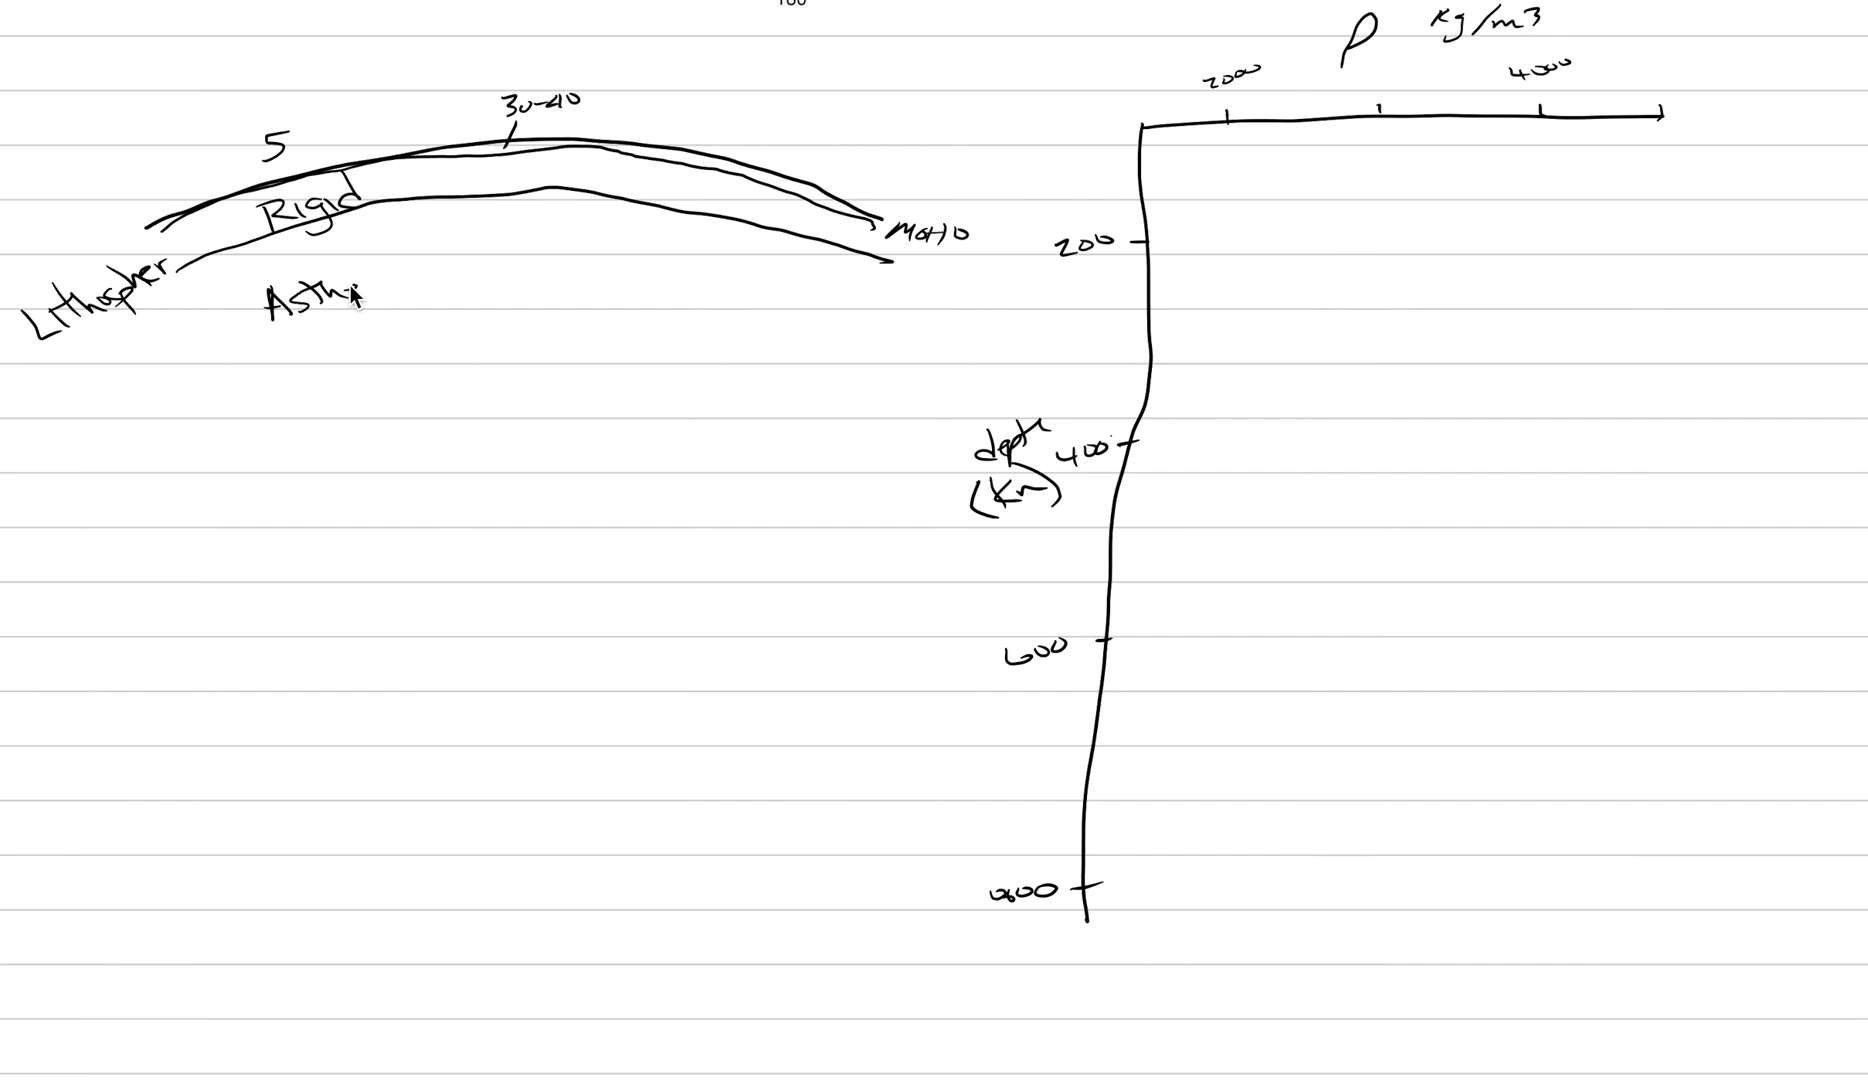 ρ kg/m3
2000
4000
30-40
5
Rigid
MOHO
Lithospher
Asth
200
depth
400
(km)
600
800